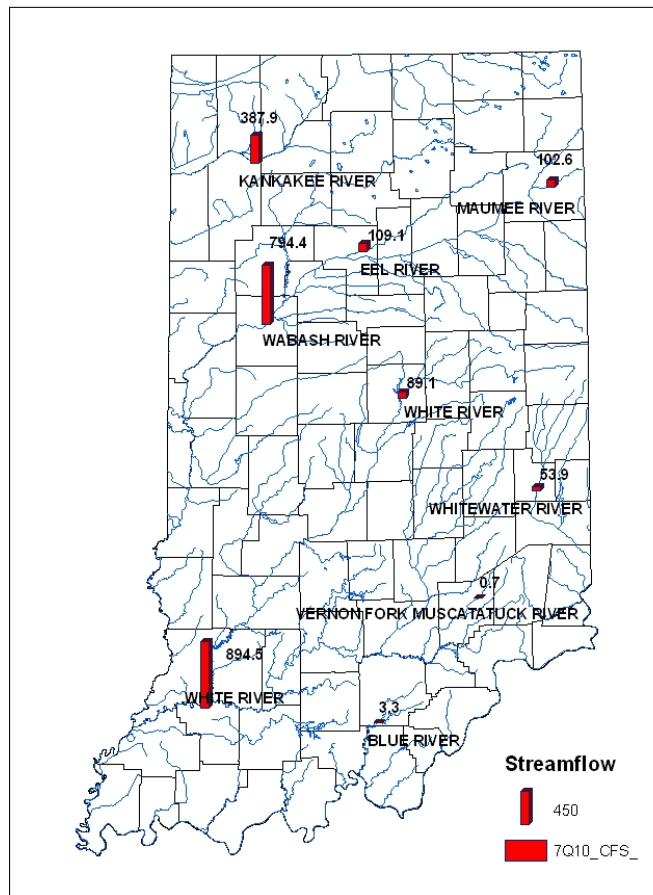 387.9
KANKAKEE RIVER
102.6
MAUMEE RIVER
109.1
EEL RIVER
794.4
WABASH RIVER
89.1
WHITE RIVER
53.9
WHITEWATER RIVER
0.7
VERNON FORK MUSCATATUCK RIVER
894.5
WHITE RIVER
3.3
BLUE RIVER
Streamflow
450
7Q10_CFS_